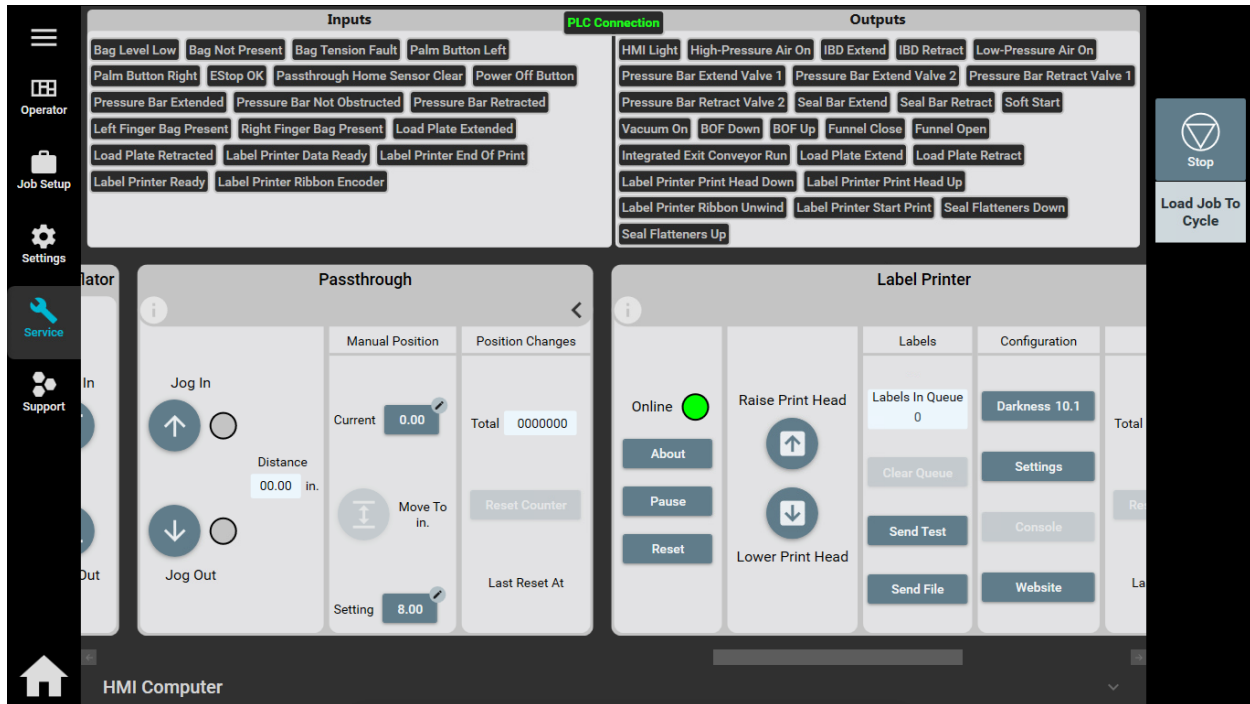 Inputs
PLC Connection
Outputs
Bag Level Low Bag Not Present Bag Tension Fault Palm Button Left
Palm Button Right EStop OK Passthrough Home Sensor Clear Power Off Button
Pressure Bar Extended Pressure Bar Not Obstructed Pressure Bar Retracted
Left Finger Bag Present Right Finger Bag Present Load Plate Extended
Load Plate Retracted Label Printer Data Ready Label Printer End Of Print
Label Printer Ready Label Printer Ribbon Encoder
HMI Light High-Pressure Air On IBD Extend IBD Retract Low-Pressure Air On
Pressure Bar Extend Valve 1 Pressure Bar Extend Valve 2 Pressure Bar Retract Valve 1
Pressure Bar Retract Valve 2 Seal Bar Extend Seal Bar Retract Soft Start
Vacuum On BOF Down BOF Up Funnel Close Funnel Open
Integrated Exit Conveyor Run Load Plate Extend Load Plate Retract
Label Printer Print Head Down Label Printer Print Head Up
Label Printer Ribbon Unwind Label Printer Start Print Seal Flatteners Down
Seal Flatteners Up
Operator
Job Setup
Settings
Service
Support
Stop
Load Job To
Cycle
lator
In
Out
Passthrough
Jog In
Jog Out
Distance
00.00 in.
Manual Position
Current 0.00
Move To
in.
Setting 8.00
Position Changes
Total 0000000
Reset Counter
Last Reset At
Label Printer
Online
About
Pause
Reset
Raise Print Head
Lower Print Head
Labels
Labels In Queue
0
Clear Queue
Send Test
Send File
Configuration
Darkness 10.1
Settings
Console
Website
Total
Re
La
HMI Computer